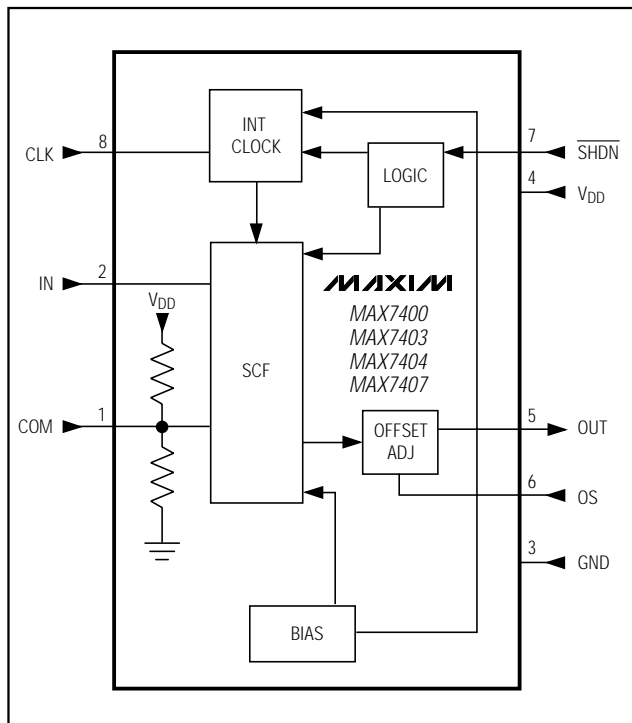 INT
CLOCK
8
CLK
7
SHDN
LOGIC
4
VDD
2
IN
VDD
MAXIM
MAX7400
MAX7403
MAX7404
MAX7407
SCF
1
COM
5
OUT
OFFSET
ADJ
6
OS
3
GND
BIAS